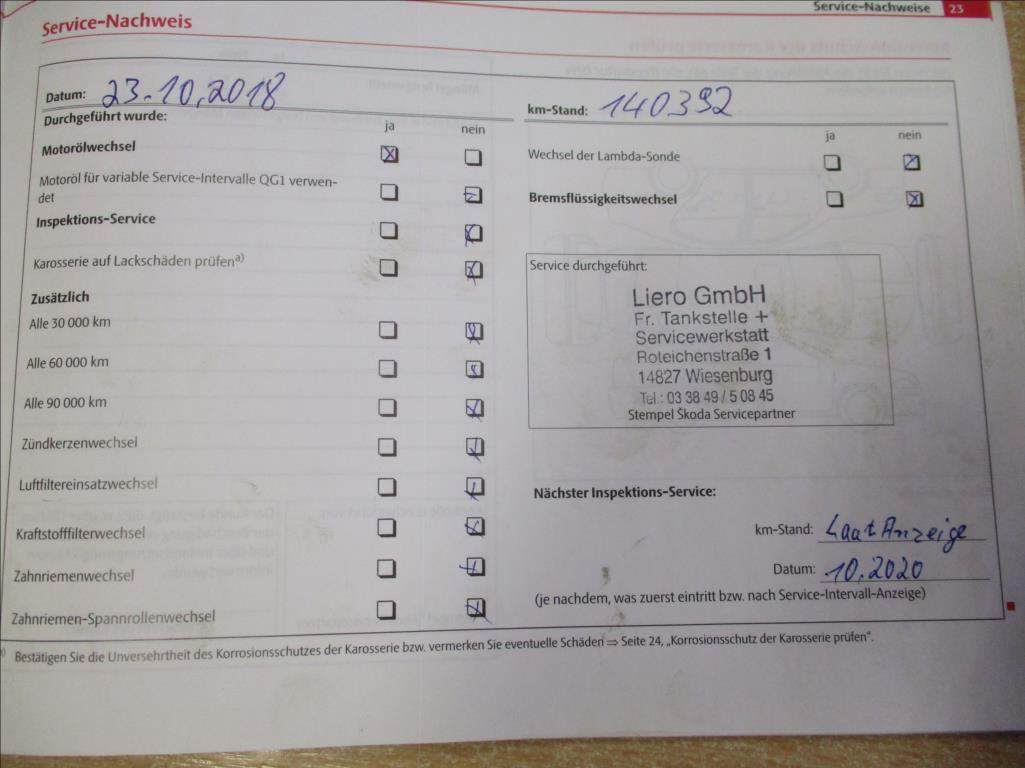 Service-Nachweise 23
Service-Nachweis
Datum: 23.10.2018
Durchgeführt wurde:
ja nein
Motorölwechsel
Motoröl für variable Service-Intervalle QG1 verwen-
det
Inspektions-Service
Karosserie auf Lackschäden prüfen a)
Zusätzlich
Alle 30 000 km
Alle 60 000 km
Alle 90 000 km
Zündkerzenwechsel
Luftfiltereinsatzwechsel
Kraftstofffilterwechsel
Zahnriemenwechsel
Zahnriemen-Spannrollenwechsel
km-Stand: 140392
ja nein
Wechsel der Lambda-Sonde
Bremsflüssigkeitswechsel
Service durchgeführt:
Liero GmbH
Fr. Tankstelle +
Servicewerkstatt
Roteichenstraße 1
14827 Wiesenburg
Tel.: 03 38 49 / 5 08 45
Stempel Škoda Servicepartner
Nächster Inspektions-Service:
km-Stand: Laat Anzeige
Datum: 10.2020
(je nachdem, was zuerst eintritt bzw. nach Service-Intervall-Anzeige)
a) Bestätigen Sie die Unversehrtheit des Korrosionsschutzes der Karosserie bzw. vermerken Sie eventuelle Schäden ⇒ Seite 24, „Korrosionsschutz der Karosserie prüfen“.